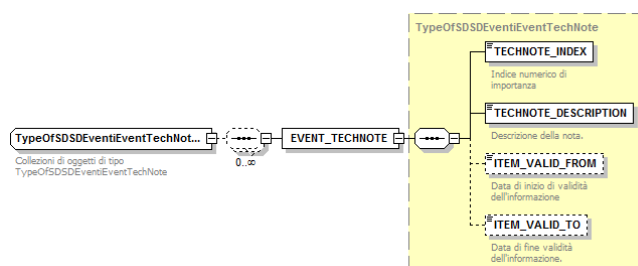 TypeOfSDSDEventiEventTechNote
TECHNOTE_INDEX
Indice numerico di
importanza
TypeOfSDSDEventiEventTechNot...
EVENT_TECHNOTE
TECHNOTE_DESCRIPTION
Descrizione della nota.
Collezioni di oggetti di tipo
TypeOfSDSDEventiEventTechNote
0..∞
ITEM_VALID_FROM
Data di inizio di validità
dell'informazione
ITEM_VALID_TO
Data di fine validità
dell'informazione.